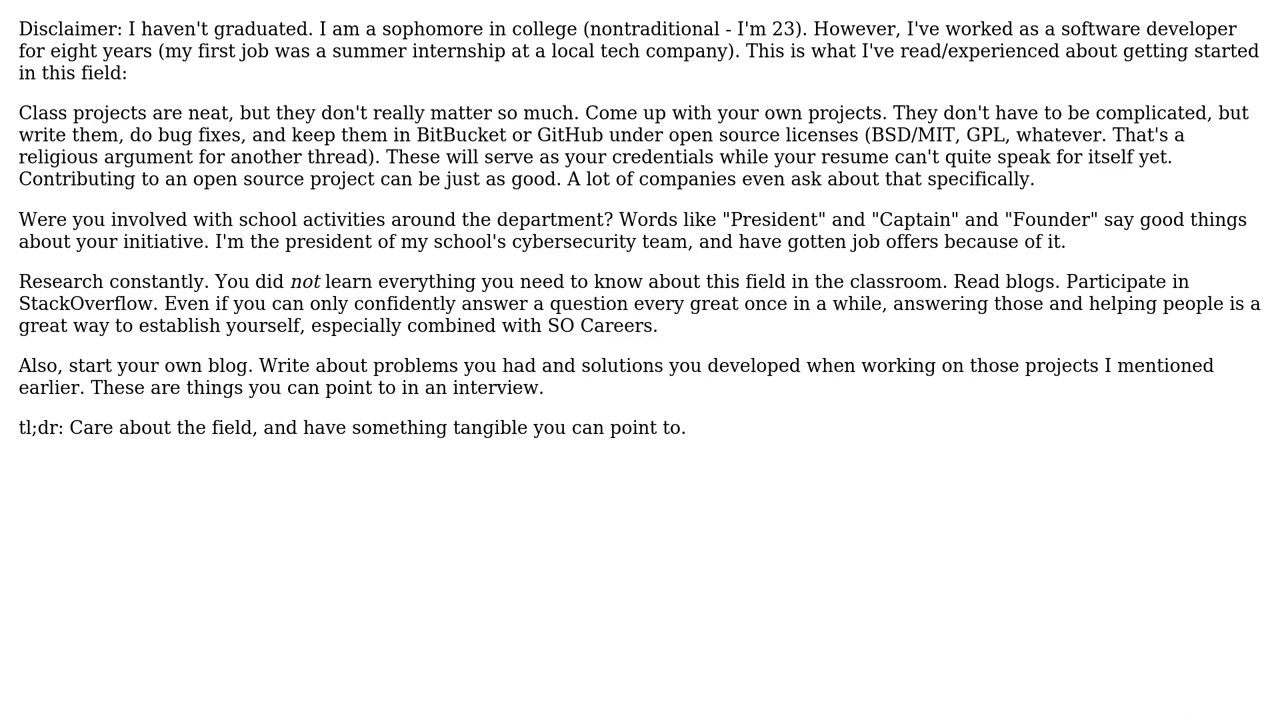 Disclaimer: I haven't graduated. I am a sophomore in college (nontraditional - I'm 23). However, I've worked as a software developer
for eight years (my first job was a summer internship at a local tech company). This is what I've read/experienced about getting started
in this field:
Class projects are neat, but they don't really matter so much. Come up with your own projects. They don't have to be complicated, but
write them, do bug fixes, and keep them in BitBucket or GitHub under open source licenses (BSD/MIT, GPL, whatever. That's a
religious argument for another thread). These will serve as your credentials while your resume can't quite speak for itself yet.
Contributing to an open source project can be just as good. A lot of companies even ask about that specifically.
Were you involved with school activities around the department? Words like "President" and "Captain" and "Founder" say good things
about your initiative. I'm the president of my school's cybersecurity team, and have gotten job offers because of it.
Research constantly. You did not learn everything you need to know about this field in the classroom. Read blogs. Participate in
StackOverflow. Even if you can only confidently answer a question every great once in a while, answering those and helping people is a
great way to establish yourself, especially combined with SO Careers.
Also, start your own blog. Write about problems you had and solutions you developed when working on those projects I mentioned
earlier. These are things you can point to in an interview.
tl;dr: Care about the field, and have something tangible you can point to.